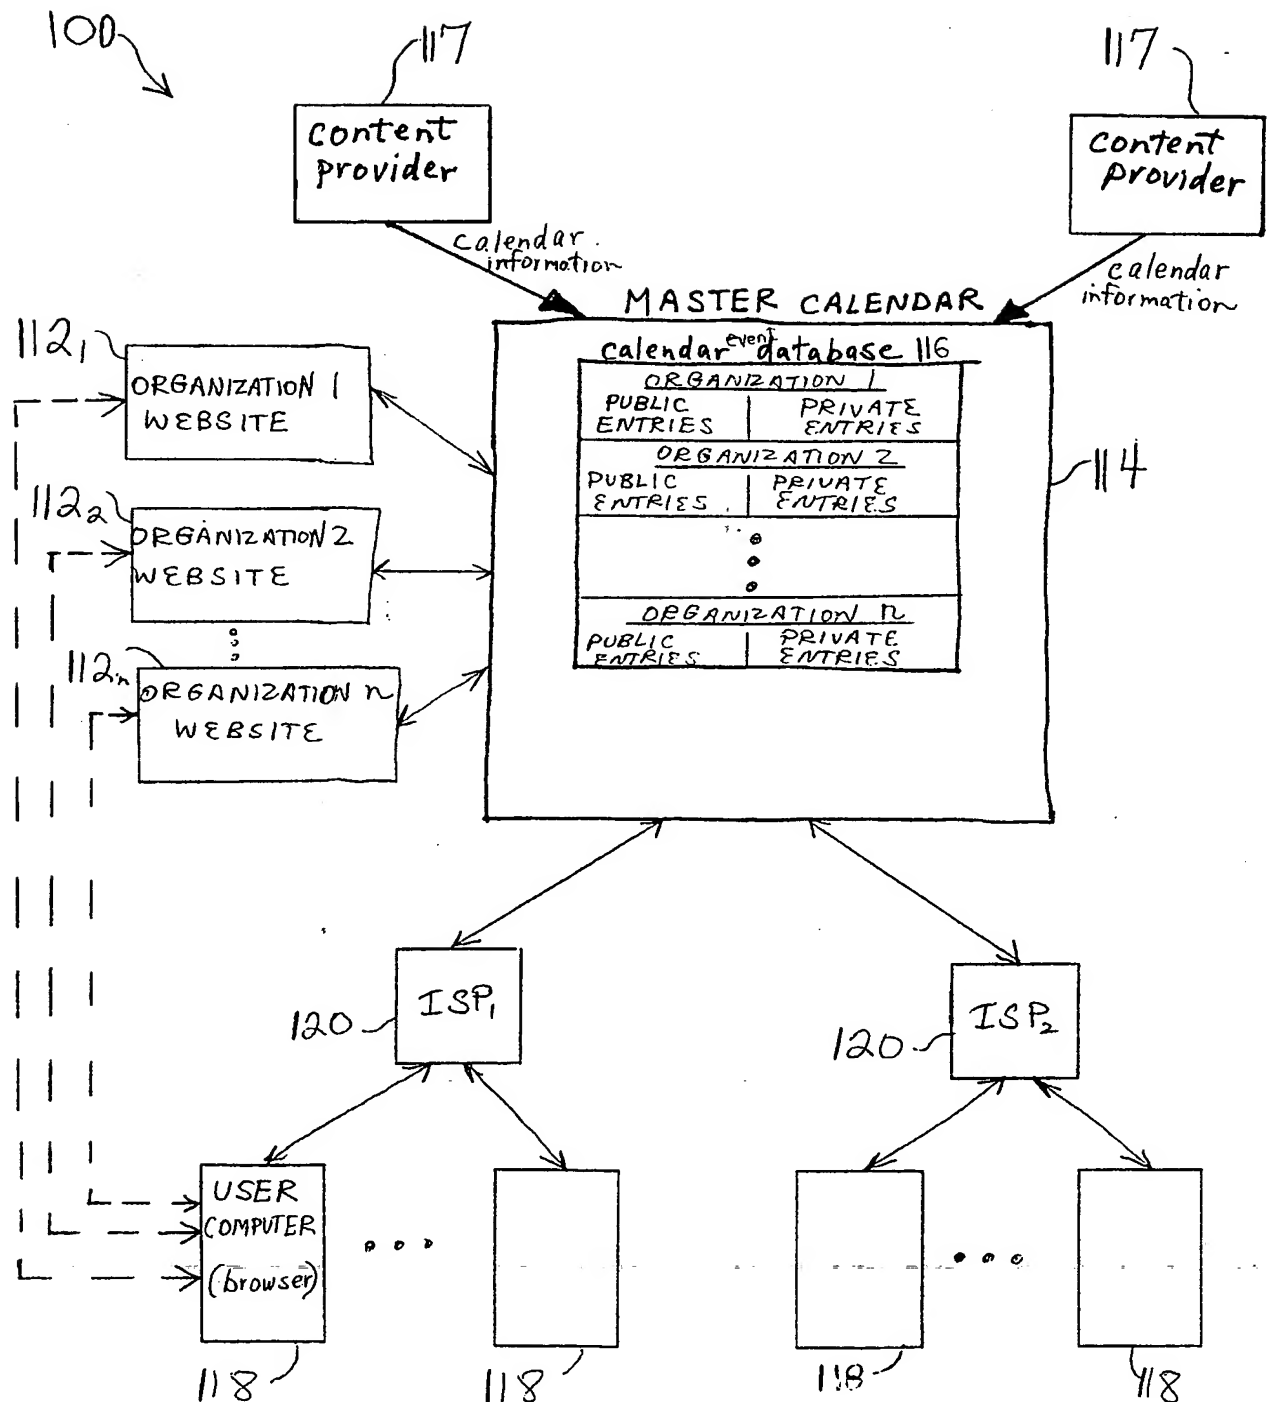 100
117
117
content
provider
content
provider
calendar
information
calendar
information
MASTER CALENDAR
calendar event database 116
ORGANIZATION 1
PUBLIC
ENTRIES
PRIVATE
ENTRIES
ORGANIZATION 2
PUBLIC
ENTRIES
PRIVATE
ENTRIES
ORGANIZATION n
PUBLIC
ENTRIES
PRIVATE
ENTRIES
114
112₁
ORGANIZATION 1
WEBSITE
112₂
ORGANIZATION 2
WEBSITE
112ₙ
ORGANIZATION n
WEBSITE
120
ISP₁
120
ISP₂
USER
COMPUTER
(browser)
118
118
118
118